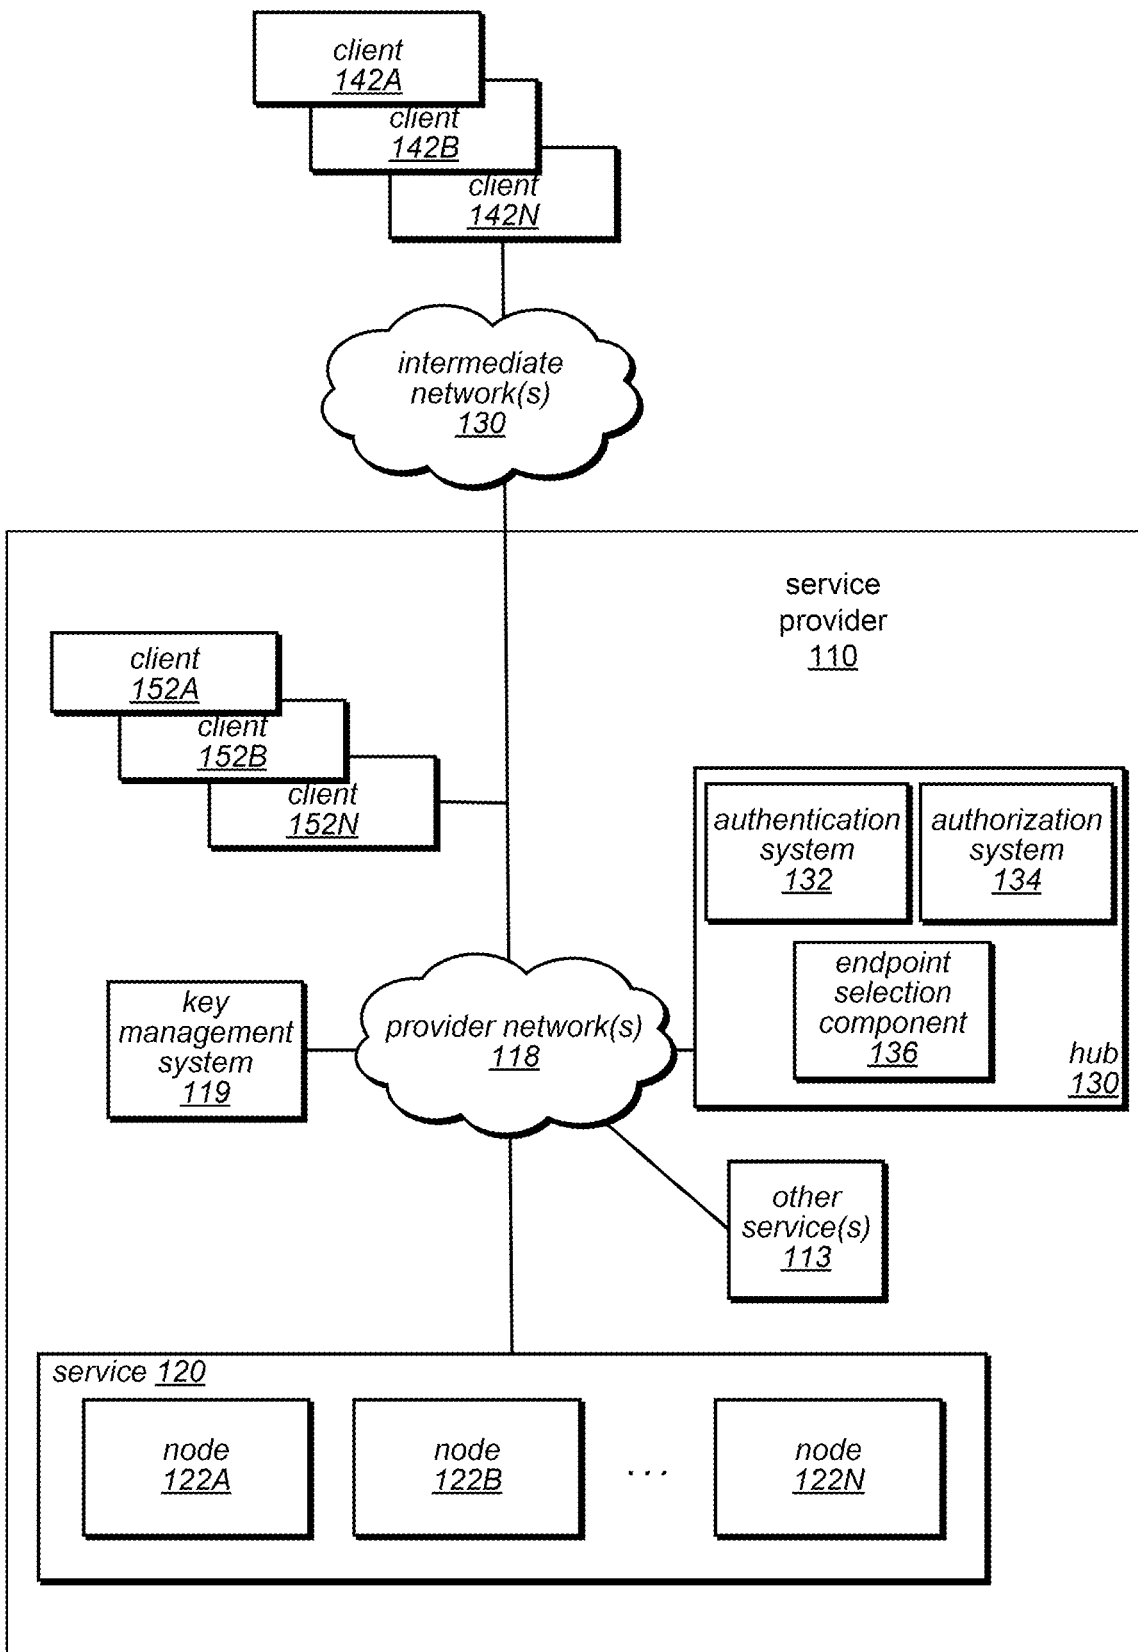 client
142A
client
142B
client
142N
intermediate
network(s)
130
service
provider
110
client
152A
client
152B
client
152N
authentication
system
132
authorization
system
134
endpoint
selection
component
136
hub
130
key
management
system
119
provider network(s)
118
other
service(s)
113
service 120
node
122A
node
122B
. . .
node
122N